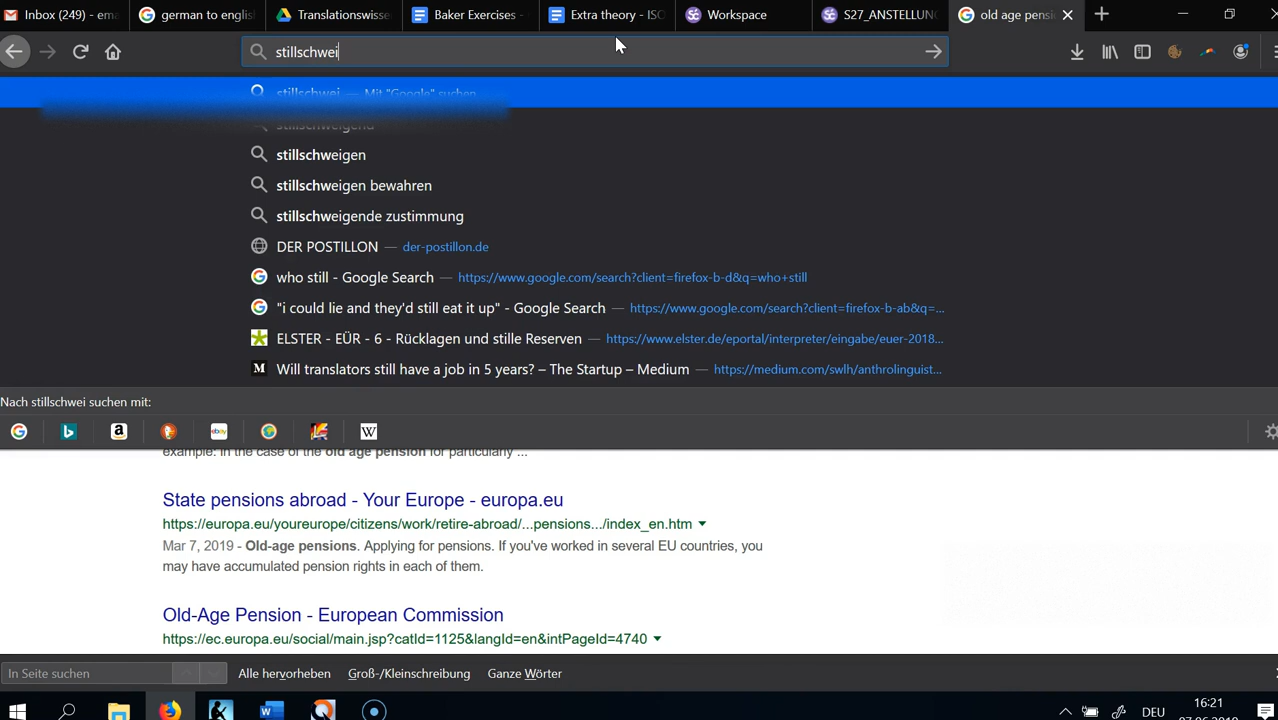 Inbox (249) - ema
german to englis
Translationswisse
Baker Exercises -
Extra theory - ISO
Workspace
S27_ANSTELLUN
old age pensi
stillschwei
stillschwei — Mit "Google" suchen
stillschweigend
stillschweigen
stillschweigen bewahren
stillschweigende zustimmung
DER POSTILLON — der-postillon.de
who still - Google Search — https://www.google.com/search?client=firefox-b-d&q=who+still
"i could lie and they'd still eat it up" - Google Search — https://www.google.com/search?client=firefox-b-ab&q=...
ELSTER - EÜR - 6 - Rücklagen und stille Reserven — https://www.elster.de/eportal/interpreter/eingabe/euer-2018...
M Will translators still have a job in 5 years? – The Startup – Medium — https://medium.com/swlh/anthrolinguist...
Nach stillschwei suchen mit:
example: in the case of the old age pension for particularly ...
State pensions abroad - Your Europe - europa.eu
https://europa.eu/youreurope/citizens/work/retire-abroad/...pensions.../index_en.htm
Mar 7, 2019 - Old-age pensions. Applying for pensions. If you've worked in several EU countries, you
may have accumulated pension rights in each of them.
Old-Age Pension - European Commission
https://ec.europa.eu/social/main.jsp?catId=1125&langId=en&intPageId=4740
In Seite suchen
Alle hervorheben
Groß-/Kleinschreibung
Ganze Wörter
DEU
16:21